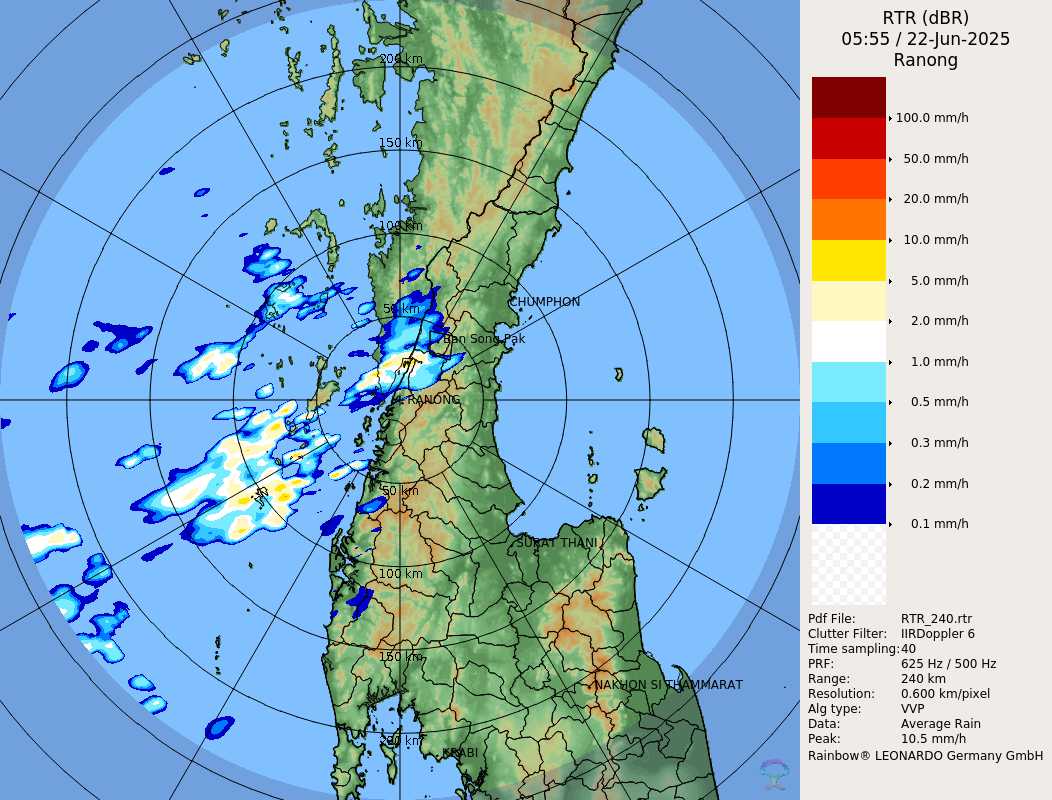 200 km
150 km
100 km
50 km
CHUMPHON
Ban Song Pak
RANONG
50 km
SURAT THANI
100 km
150 km
NAKHON SI THAMMARAT
200 km
KRABI
RTR (dBR)
05:55 / 22-Jun-2025
Ranong
100.0 mm/h
50.0 mm/h
20.0 mm/h
10.0 mm/h
5.0 mm/h
2.0 mm/h
1.0 mm/h
0.5 mm/h
0.3 mm/h
0.2 mm/h
0.1 mm/h
Pdf File: RTR_240.rtr
Clutter Filter: IIRDoppler 6
Time sampling:40
PRF: 625 Hz / 500 Hz
Range: 240 km
Resolution: 0.600 km/pixel
Alg type: VVP
Data: Average Rain
Peak: 10.5 mm/h
Rainbow® LEONARDO Germany GmbH